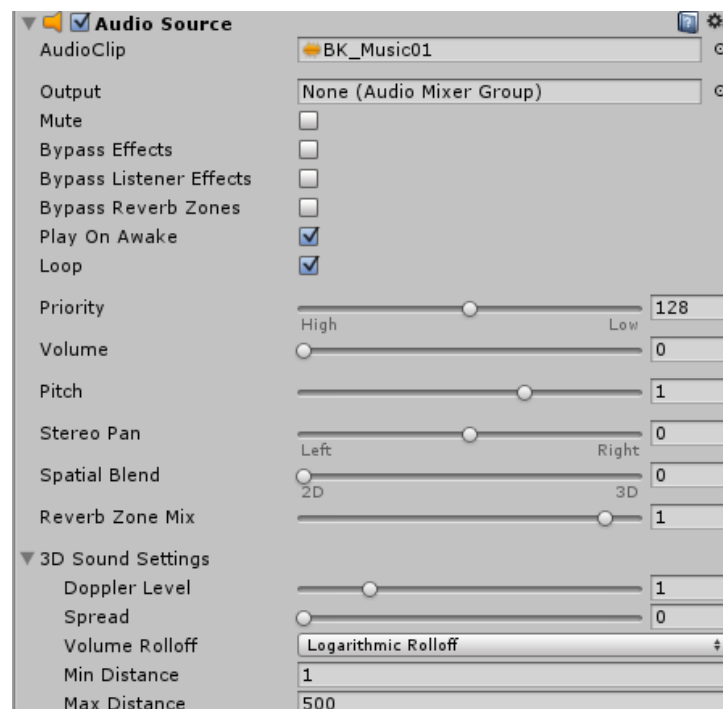 Audio Source
AudioClip BK_Music01
Output None (Audio Mixer Group)
Mute
Bypass Effects
Bypass Listener Effects
Bypass Reverb Zones
Play On Awake
Loop
Priority 128
High Low
Volume 0
Pitch 1
Stereo Pan 0
Left Right
Spatial Blend 0
2D 3D
Reverb Zone Mix 1
3D Sound Settings
Doppler Level 1
Spread 0
Volume Rolloff Logarithmic Rolloff
Min Distance 1
Max Distance 500